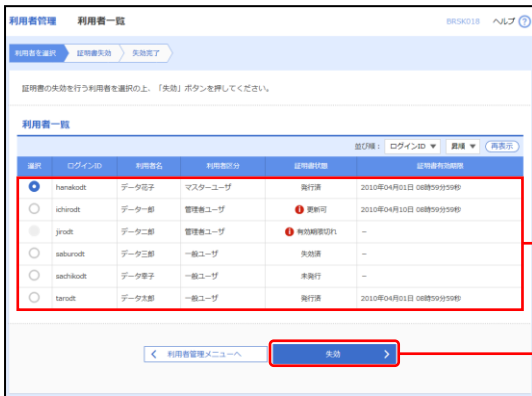 利用者管理 利用者一覧 BRSK018 ヘルプ ?
利用者を選択 証明書失効 失効完了
証明書の失効を行う利用者を選択の上、「失効」ボタンを押してください。
利用者一覧
並び順： ログインID ▼ 昇順 ▼ (再表示)
選択 ログインID 利用者名 利用者区分 証明書状態 証明書有効期限
hanakodt データ花子 マスターユーザ 発行済 2010年04月01日 08時59分59秒
ichirodt データ一郎 管理者ユーザ 更新可 2010年04月10日 08時59分59秒
jirodt データ二郎 管理者ユーザ 有効期限切れ －
saburodt データ三郎 一般ユーザ 失効済 －
sachikodt データ幸子 一般ユーザ 未発行 －
tarodt データ太郎 一般ユーザ 発行済 2010年04月01日 08時59分59秒
利用者管理メニューへ 失効